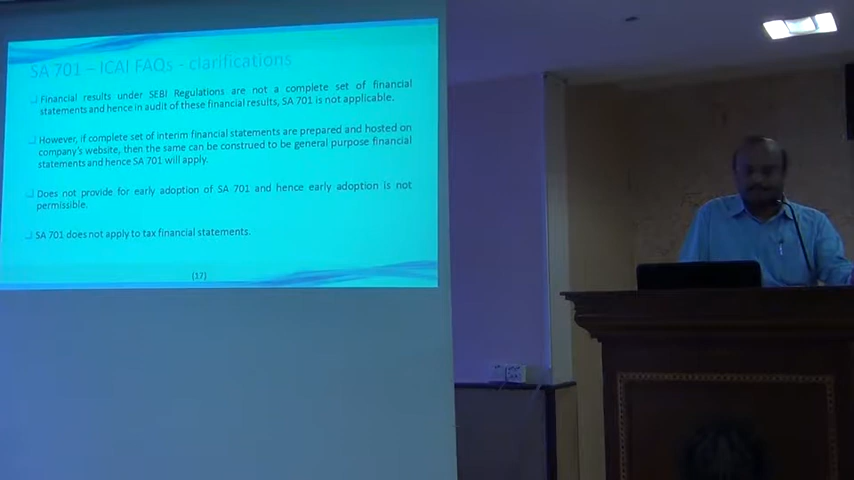 SA 701 – ICAI FAQs - clarifications
Financial results under SEBI Regulations are not a complete set of financial
statements and hence in audit of these financial results, SA 701 is not applicable.
However, if complete set of interim financial statements are prepared and hosted on
company's website, then the same can be construed to be general purpose financial
statements and hence SA 701 will apply.
Does not provide for early adoption of SA 701 and hence early adoption is not
permissible.
SA 701 does not apply to tax financial statements.
(17)